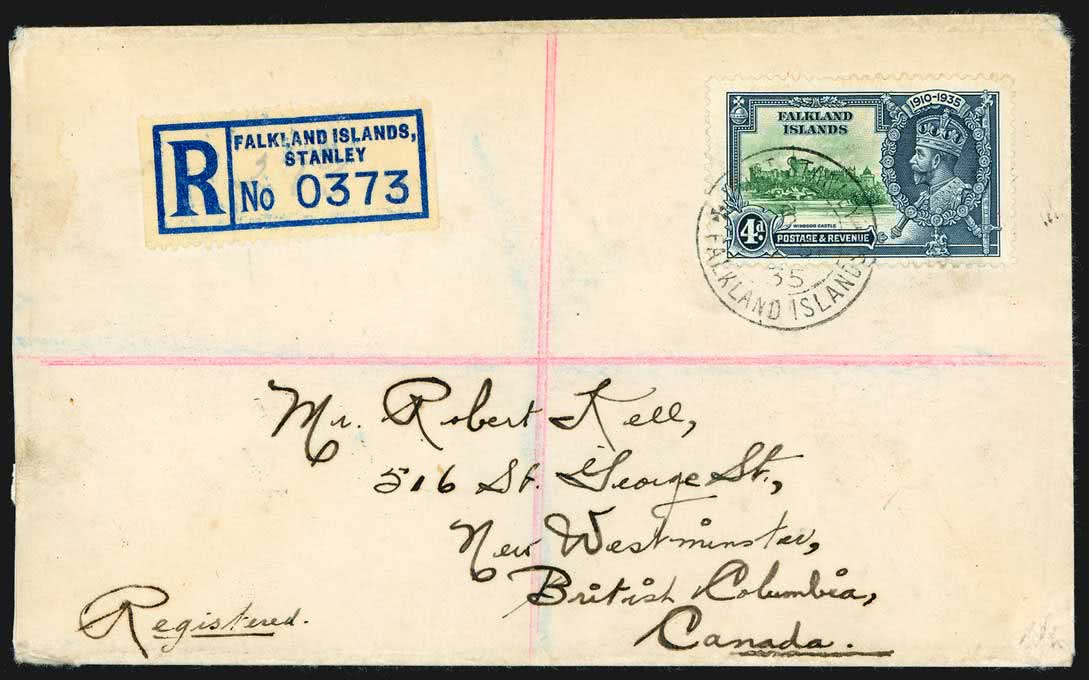 R
FALKLAND ISLANDS,
STANLEY
No 0373
1910-1935
FALKLAND
ISLANDS
WINDSOR CASTLE
4d.
POSTAGE & REVENUE
35
FALKLAND ISLANDS
Mr. Robert Kell,
516 St. George St.,
New Westminster,
British Columbia,
Canada.
Registered.